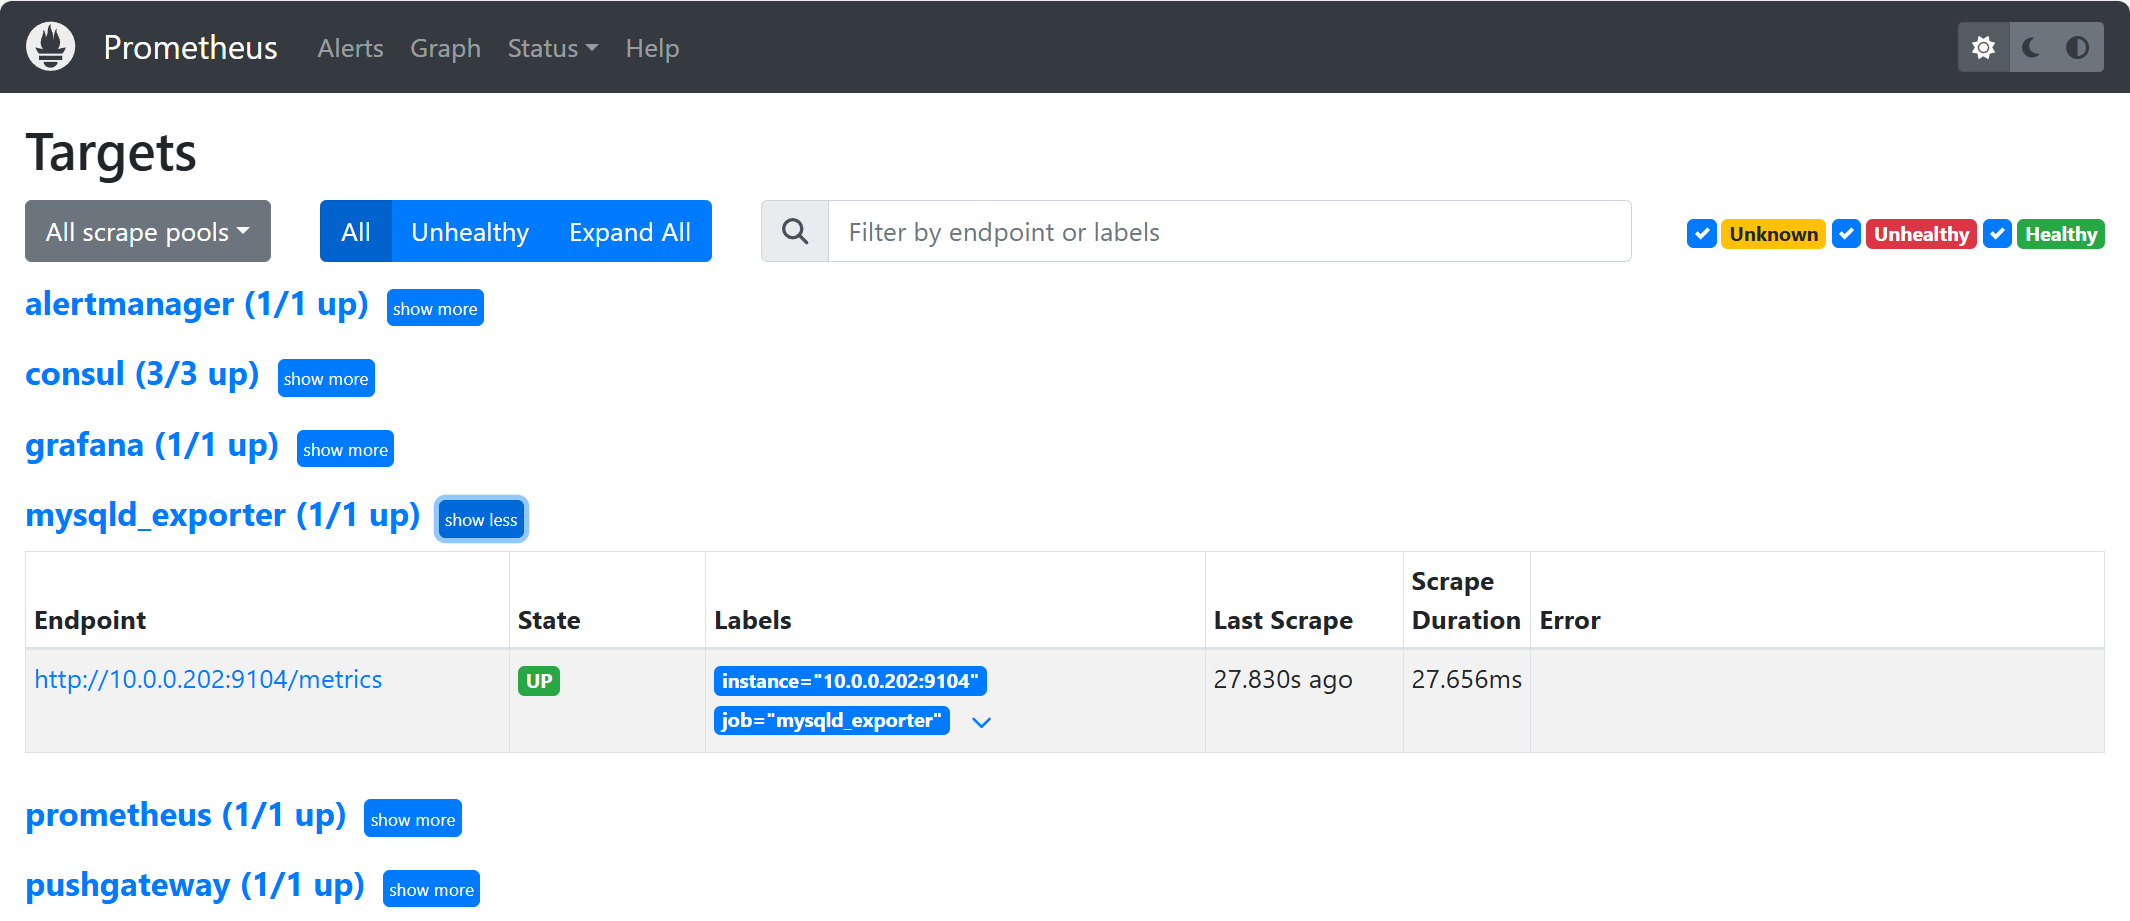 Prometheus Alerts Graph Status Help
Targets
All scrape pools All Unhealthy Expand All Filter by endpoint or labels Unknown Unhealthy Healthy
alertmanager (1/1 up) show more
consul (3/3 up) show more
grafana (1/1 up) show more
mysqld_exporter (1/1 up) show less
Endpoint State Labels Last Scrape Scrape Duration Error
http://10.0.0.202:9104/metrics UP instance="10.0.0.202:9104" 27.830s ago 27.656ms
job="mysqld_exporter"
prometheus (1/1 up) show more
pushgateway (1/1 up) show more